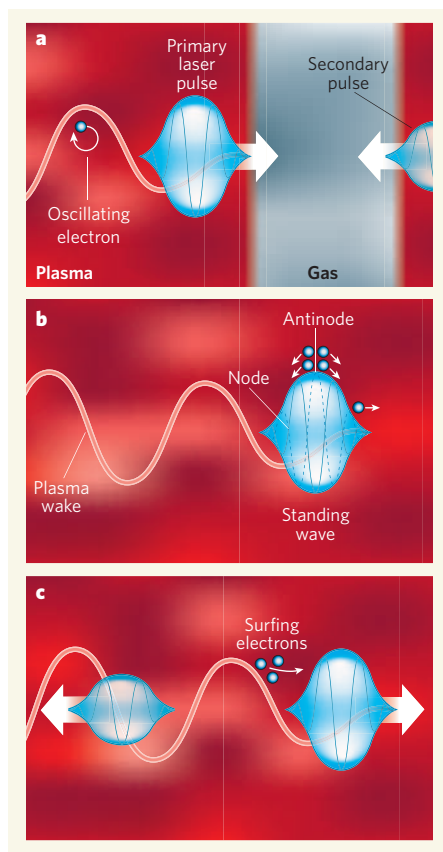 a
Primary
laser
pulse
Secondary
pulse
Oscillating
electron
Plasma
Gas
b
Antinode
Node
Plasma
wake
Standing
wave
c
Surfing
electrons